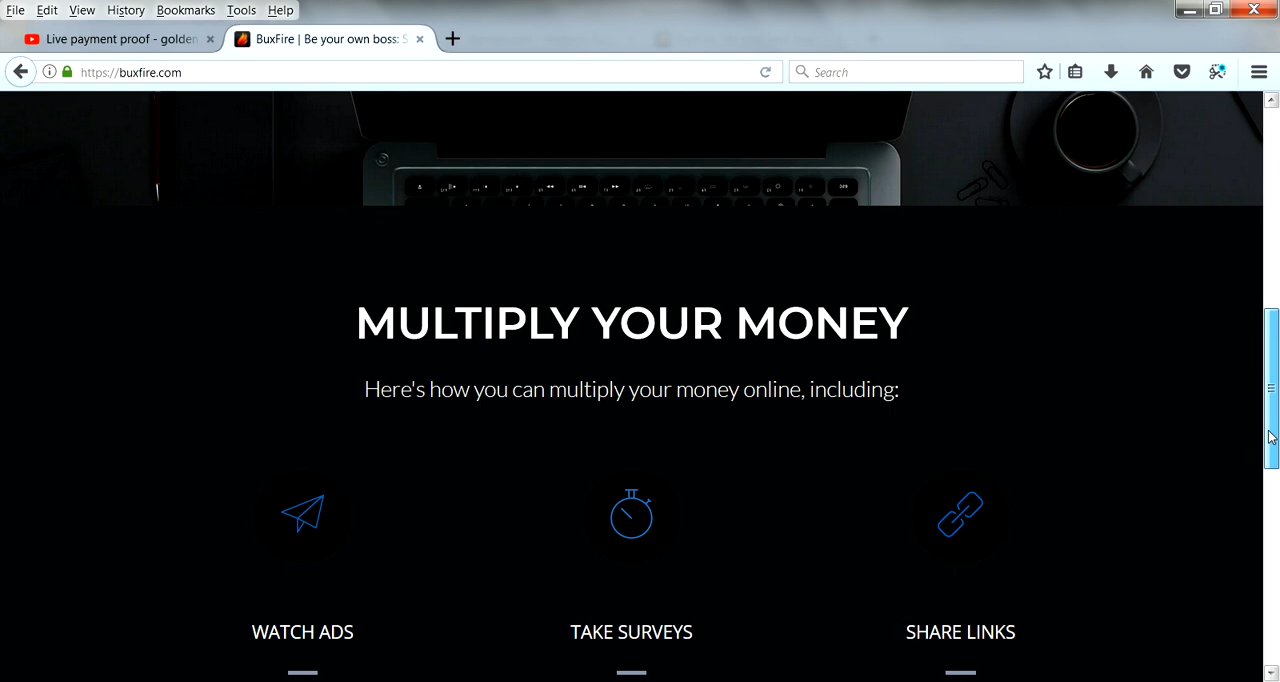 File Edit View History Bookmarks Tools Help
Live payment proof - golden
BuxFire | Be your own boss: S
https://buxfire.com
Search
MULTIPLY YOUR MONEY
Here's how you can multiply your money online, including:
WATCH ADS TAKE SURVEYS SHARE LINKS